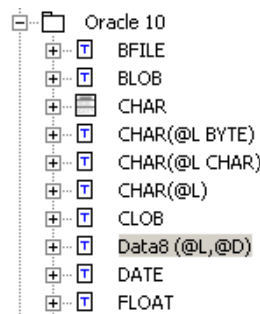 Oracle 10
BFILE
BLOB
CHAR
CHAR(@L BYTE)
CHAR(@L CHAR)
CHAR(@L)
CLOB
Data8 (@L,@D)
DATE
FLOAT